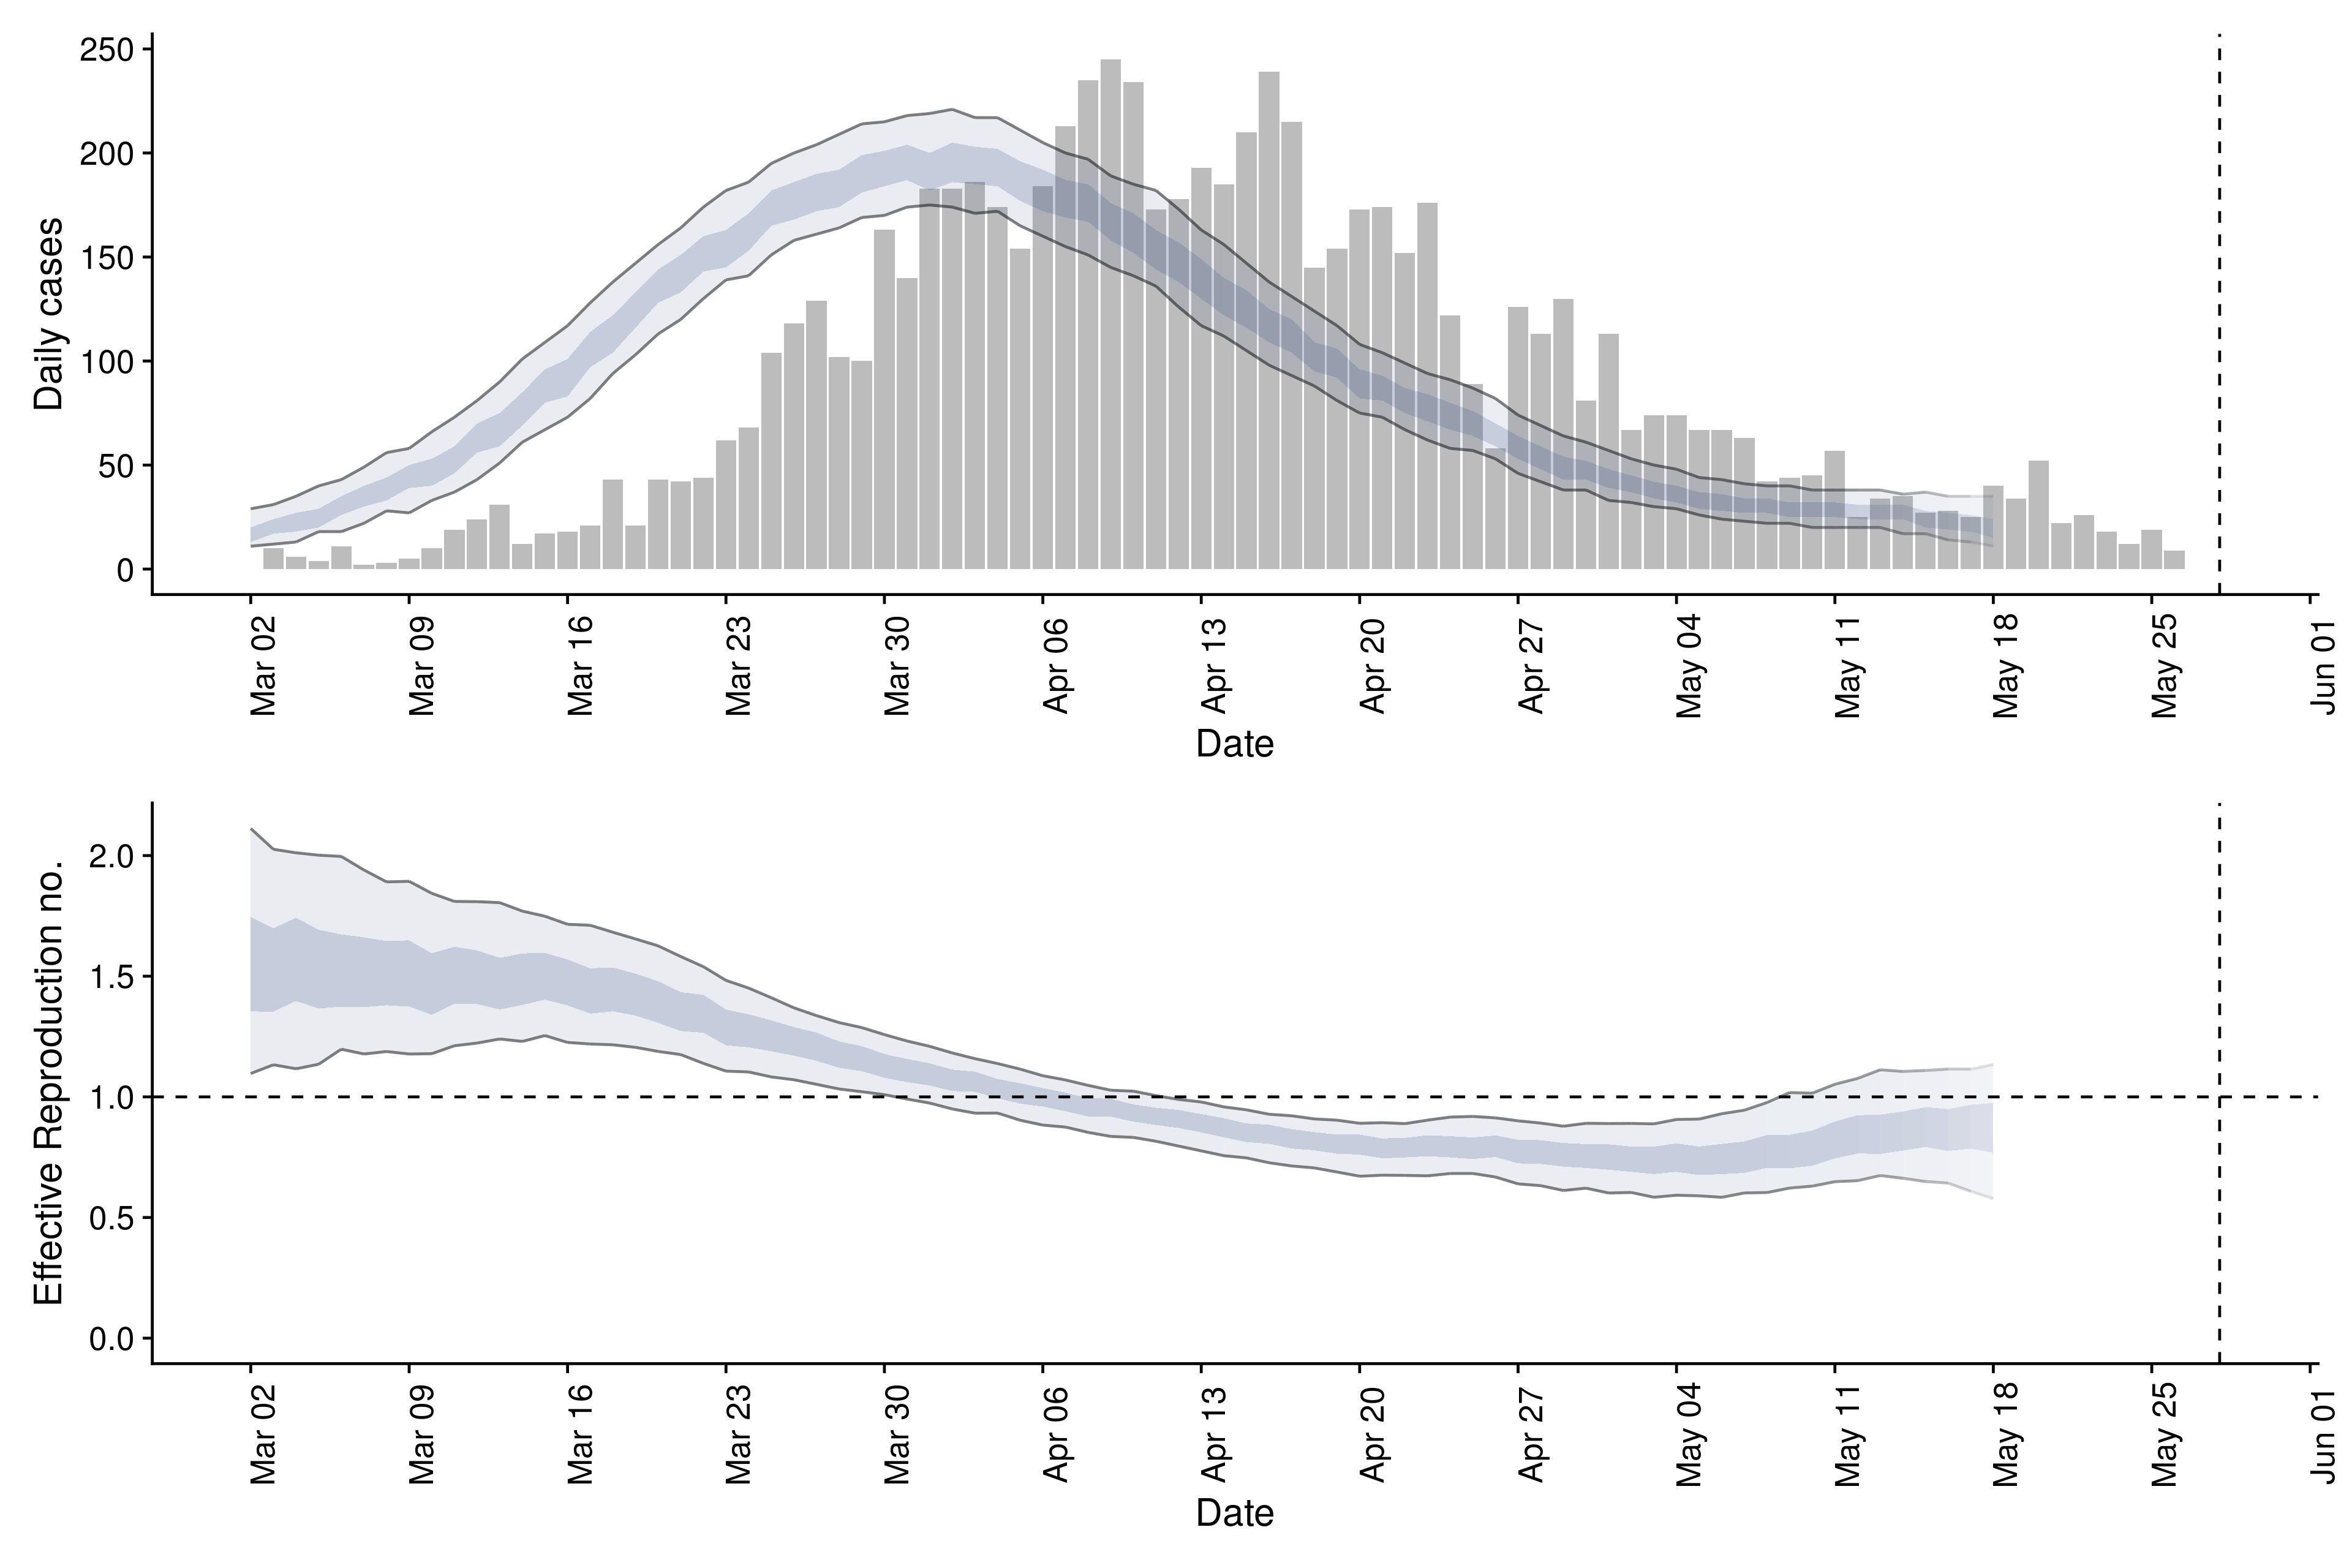 Daily cases
250
200
150
100
50
0
Mar 02
Mar 09
Mar 16
Mar 23
Mar 30
Apr 06
Apr 13
Apr 20
Apr 27
May 04
May 11
May 18
May 25
Jun 01
Date
Effective Reproduction no.
2.0
1.5
1.0
0.5
0.0
Mar 02
Mar 09
Mar 16
Mar 23
Mar 30
Apr 06
Apr 13
Apr 20
Apr 27
May 04
May 11
May 18
May 25
Jun 01
Date